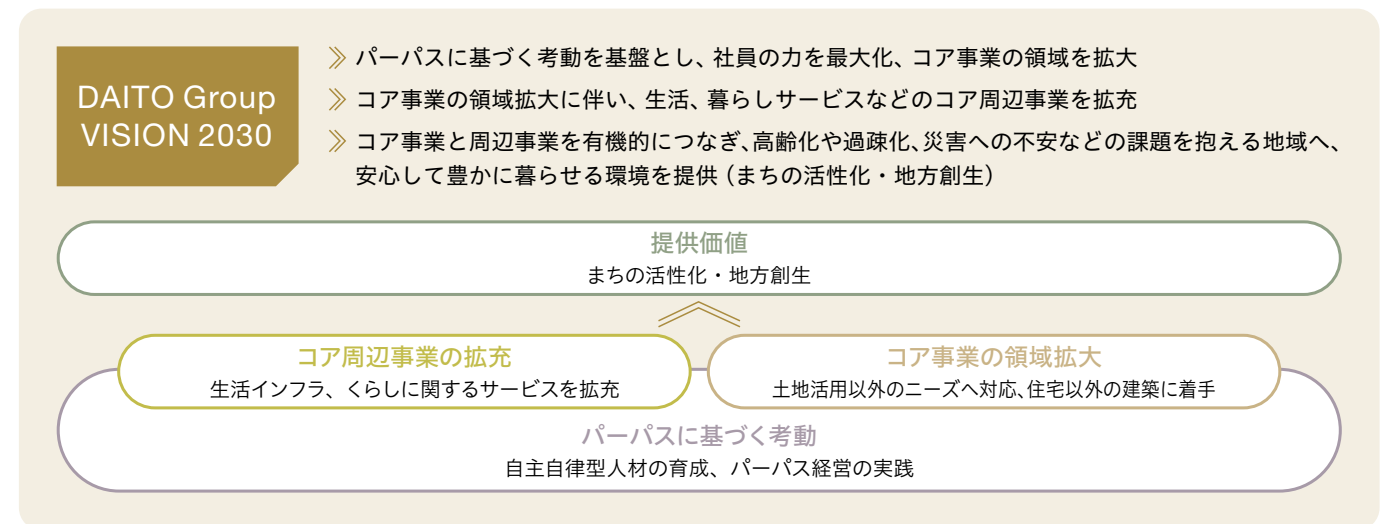 DAITO Group
VISION 2030
パーパスに基づく考動を基盤とし、社員の力を最大化、コア事業の領域を拡大
コア事業の領域拡大に伴い、生活、暮らしサービスなどのコア周辺事業を拡充
コア事業と周辺事業を有機的につなぎ、高齢化や過疎化、災害への不安などの課題を抱える地域へ、
安心して豊かに暮らせる環境を提供（まちの活性化・地方創生）
提供価値
まちの活性化・地方創生
コア周辺事業の拡充
生活インフラ、くらしに関するサービスを拡充
コア事業の領域拡大
土地活用以外のニーズへ対応、住宅以外の建築に着手
パーパスに基づく考動
自主自律型人材の育成、パーパス経営の実践